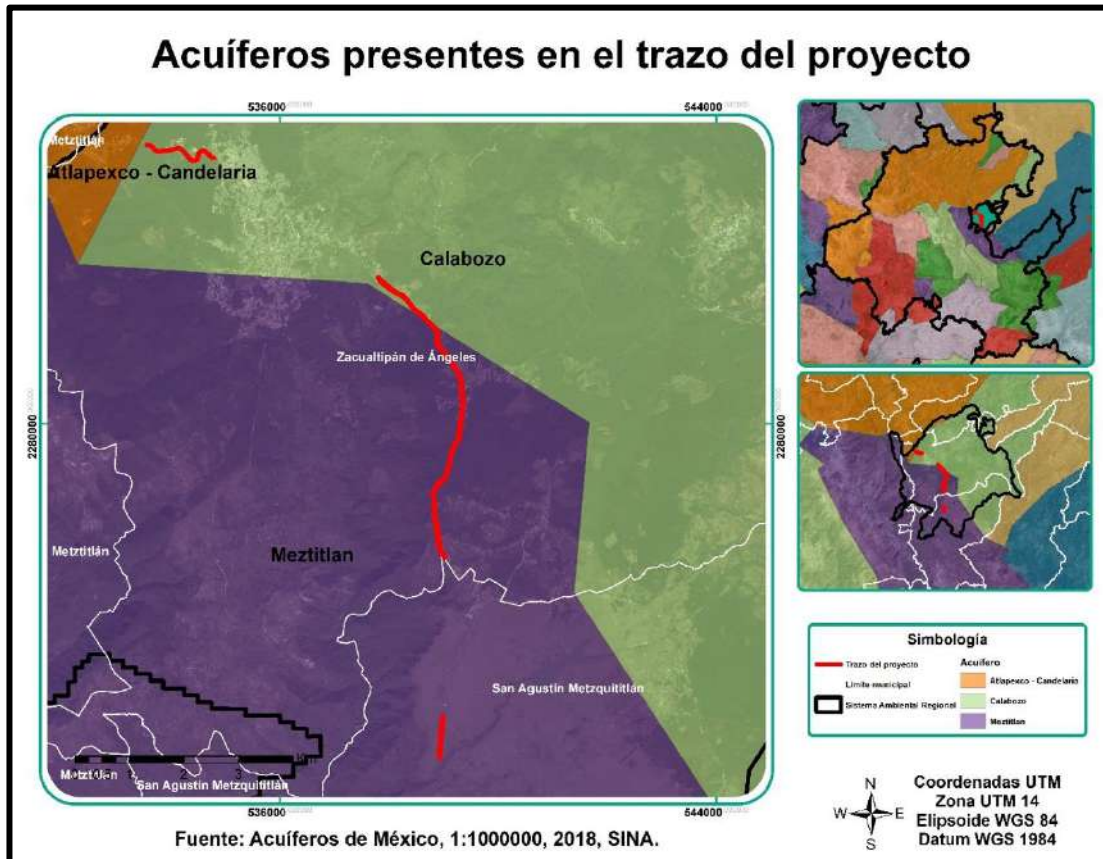 Acuíferos presentes en el trazo del proyecto
536000
544000
Metztitlán
Atlapexco - Candelaria
Calabozo
Zacualtipán de Ángeles
2280000
2280000
Metztitlán
Meztitlan
San Agustín Metzquititlán
Metztitlán
San Agustín Metzquititlán
536000
544000
Fuente: Acuíferos de México, 1:1000000, 2018, SINA.
Simbología
Trazo del proyecto
Límite municipal
Sistema Ambiental Regional
Acuífero
Atlapexco - Candelaria
Calabozo
Meztitlan
N
W
E
S
Coordenadas UTM
Zona UTM 14
Elipsoide WGS 84
Datum WGS 1984